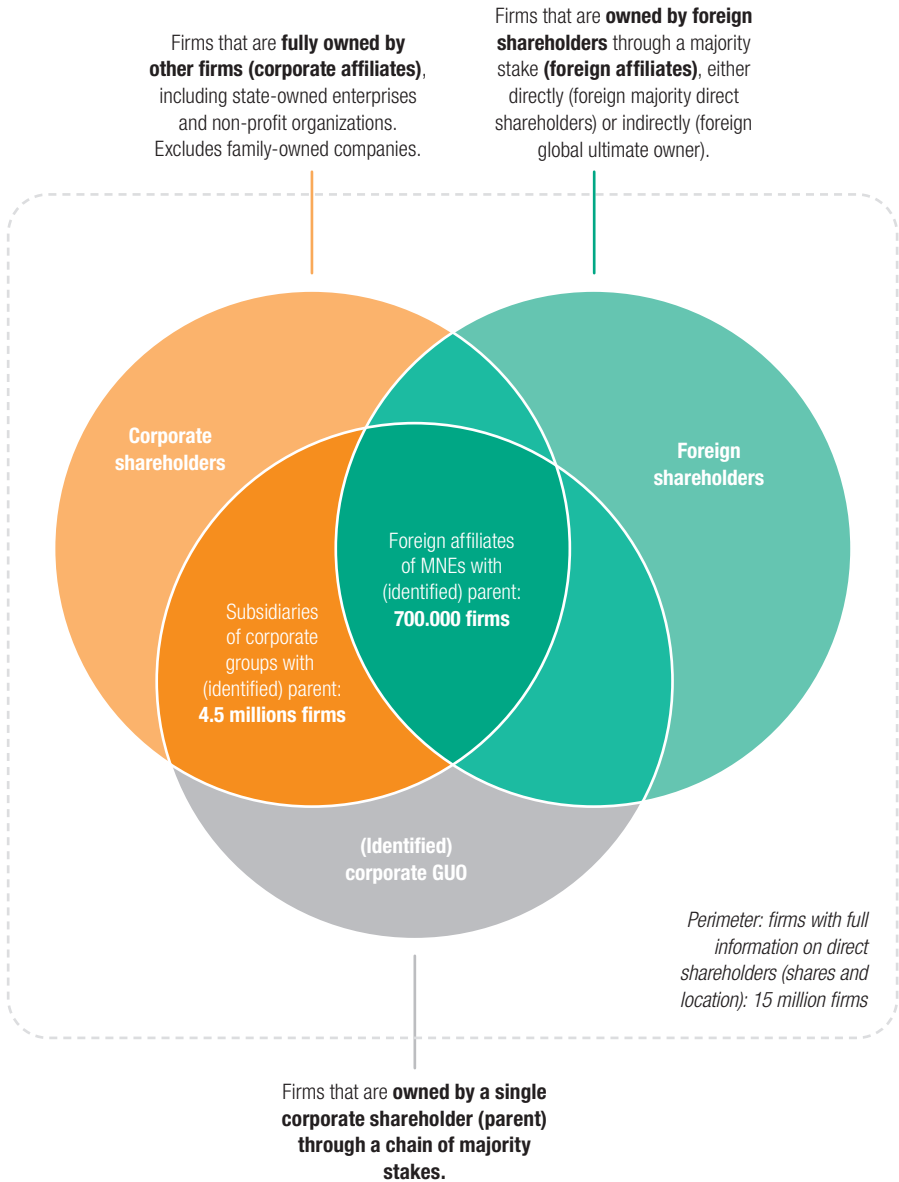 Firms that are fully owned by
other firms (corporate affiliates),
including state-owned enterprises
and non-profit organizations.
Excludes family-owned companies.
Firms that are owned by foreign
shareholders through a majority
stake (foreign affiliates), either
directly (foreign majority direct
shareholders) or indirectly (foreign
global ultimate owner).
Corporate
shareholders
Foreign
shareholders
Foreign affiliates
of MNEs with
(identified) parent:
700.000 firms
Subsidiaries
of corporate
groups with
(identified) parent:
4.5 millions firms
(Identified)
corporate GUO
Perimeter: firms with full
information on direct
shareholders (shares and
location): 15 million firms
Firms that are owned by a single
corporate shareholder (parent)
through a chain of majority
stakes.